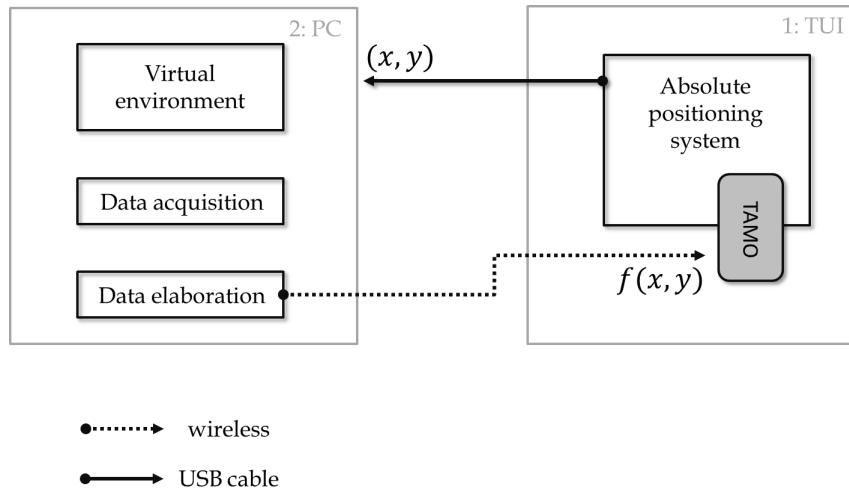 2: PC
Virtual
environment
Data acquisition
Data elaboration
(x, y)
1: TUI
Absolute
positioning
system
TAMO
f(x, y)
wireless
USB cable